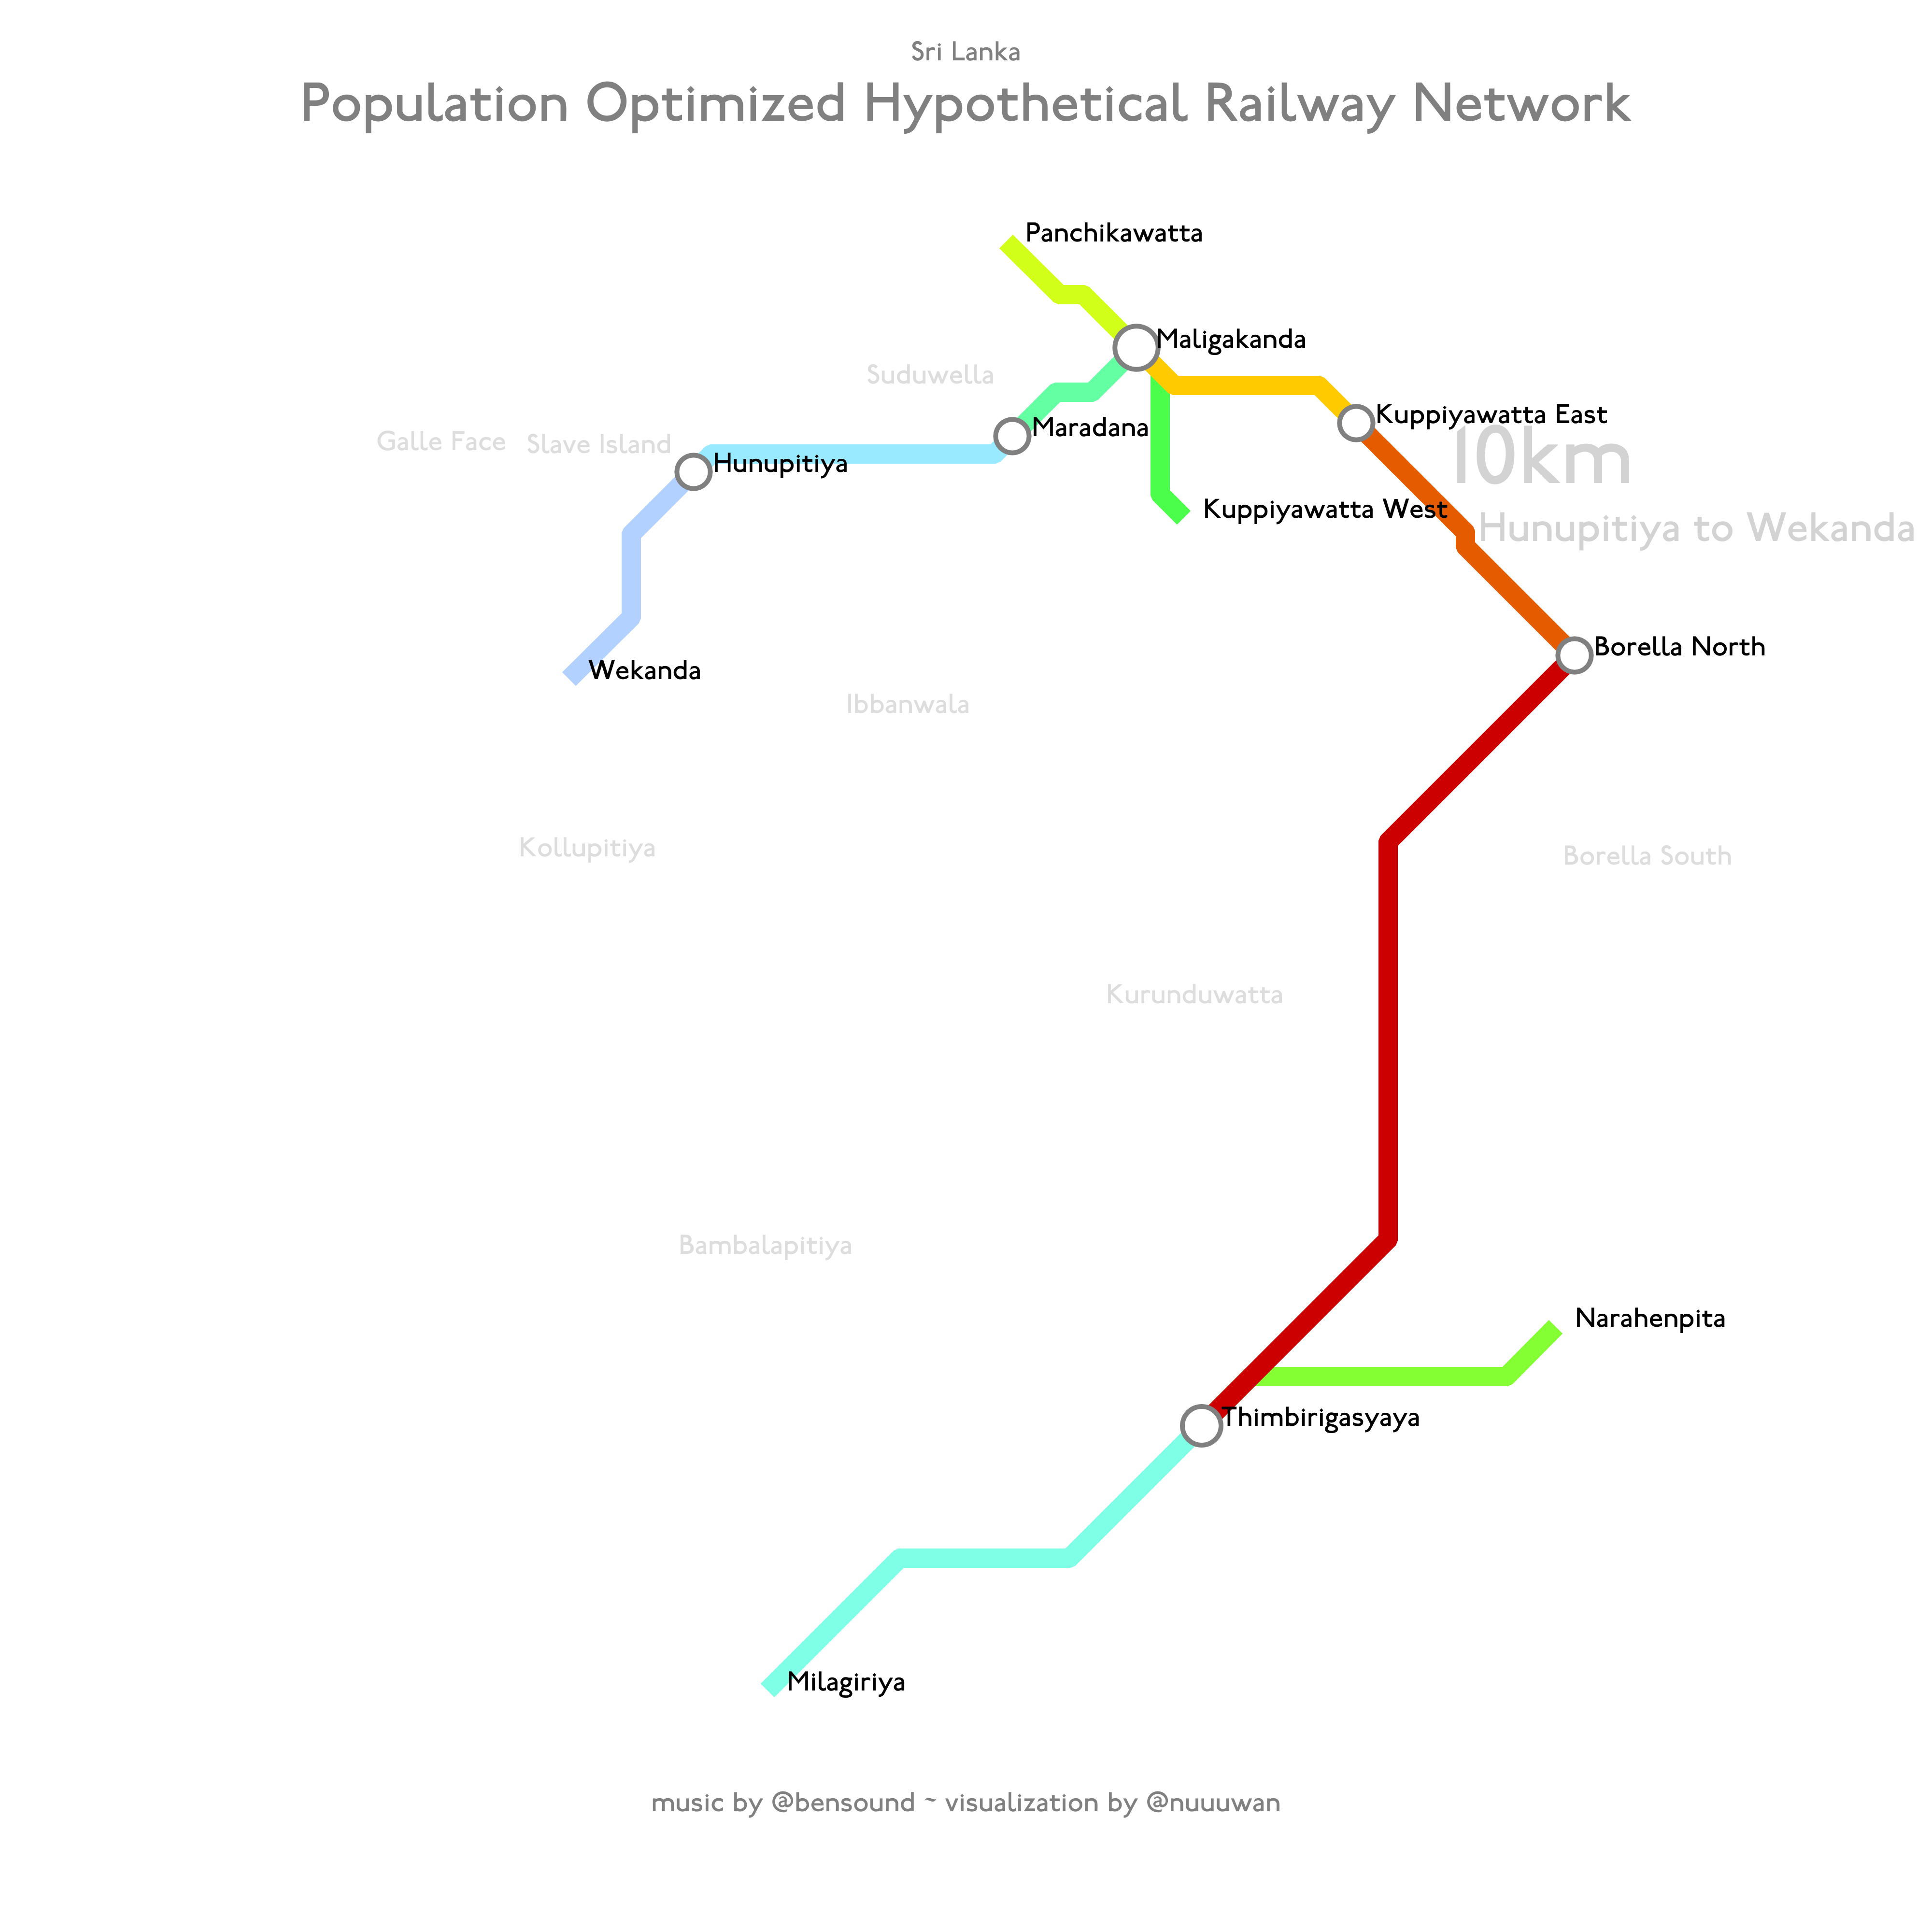 Sri Lanka
Population Optimized Hypothetical Railway Network
Panchikawatta
Maligakanda
Suduwella
Kuppiyawatta East
Maradana
Galle Face
Slave Island
10km
Hunupitiya
Kuppiyawatta West
Hunupitiya to Wekanda
Borella North
Wekanda
Ibbanwala
Kollupitiya
Borella South
Kurunduwatta
Bambalapitiya
Narahenpita
Thimbirigasyaya
Milagiriya
music by @bensound ~ visualization by @nuuuwan